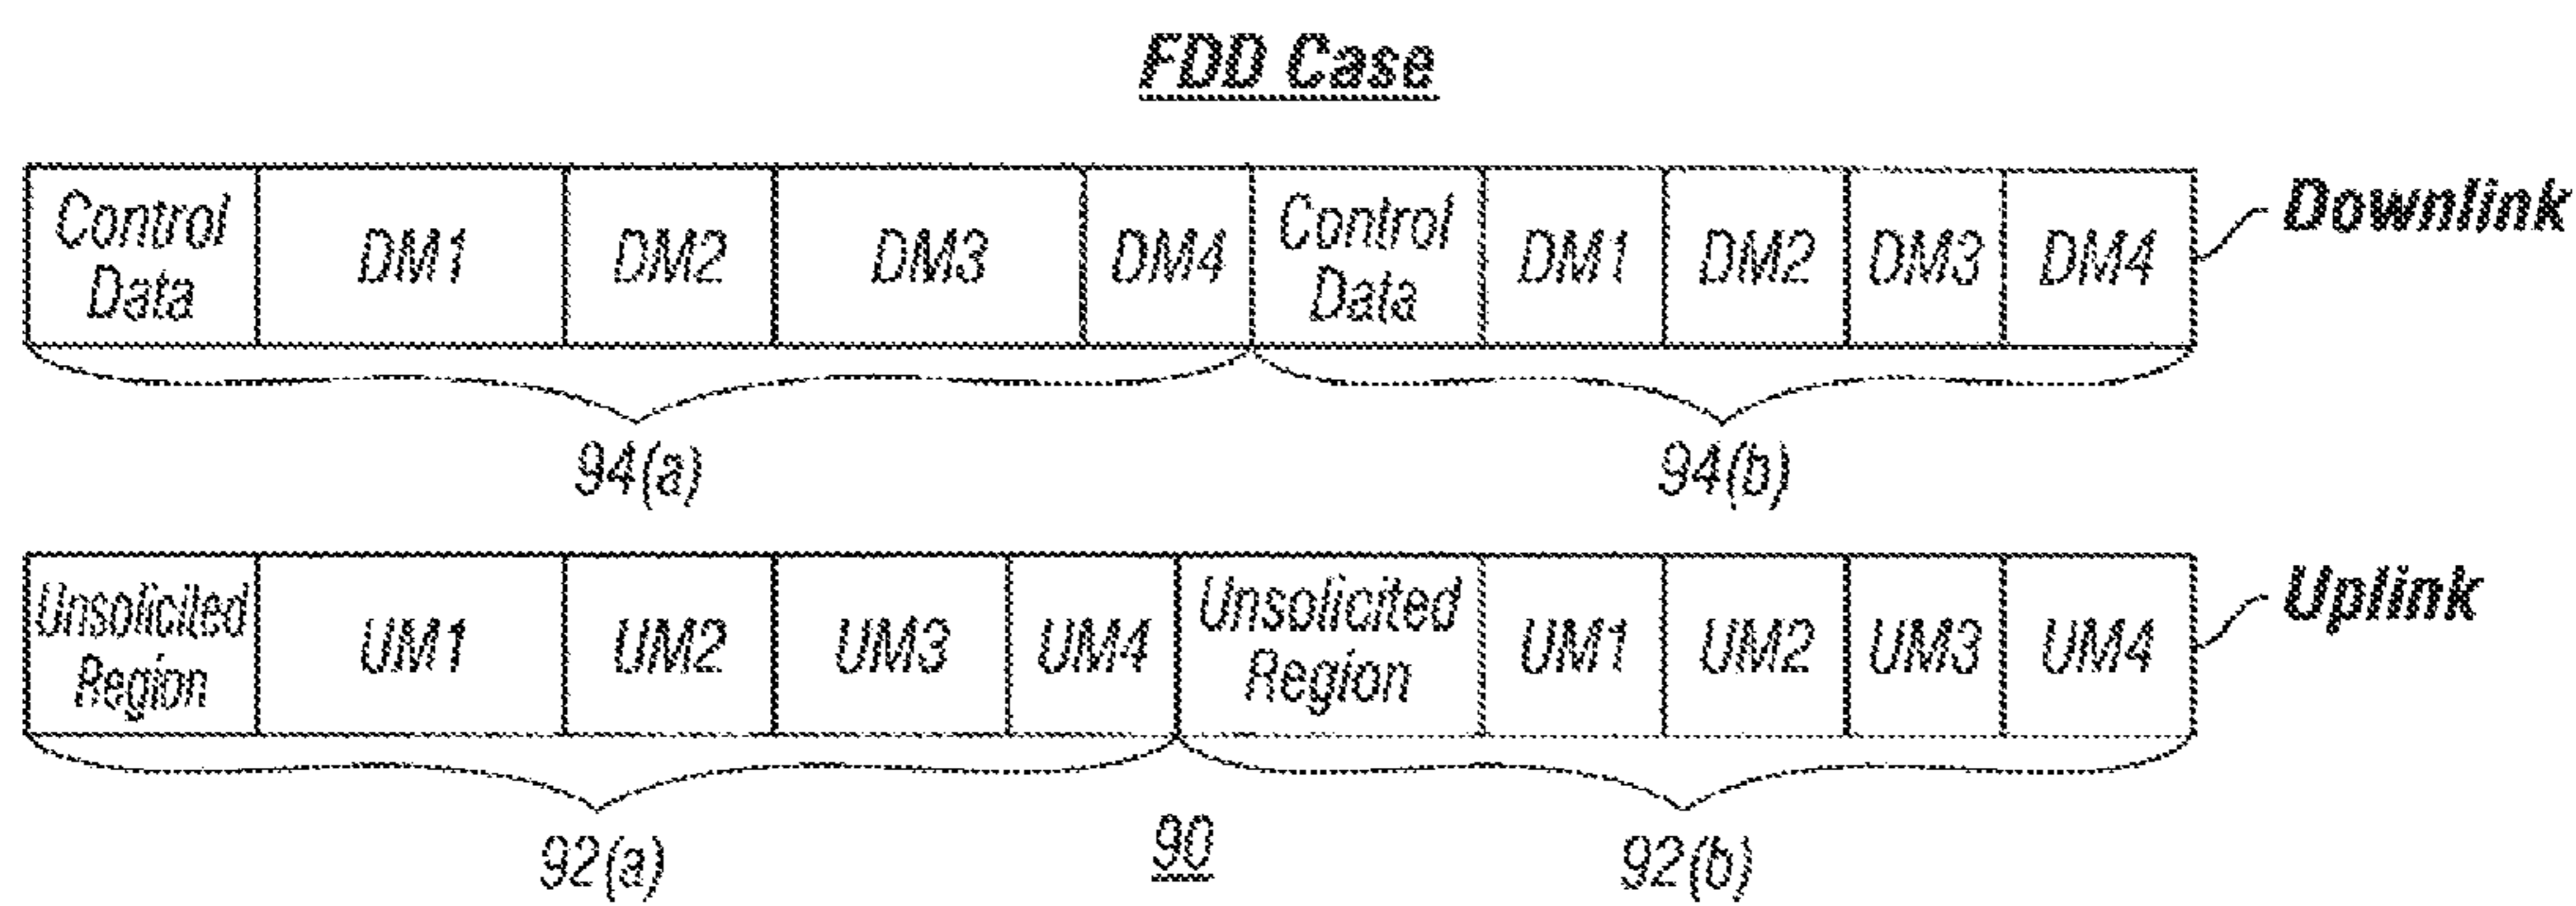 FDD Case
Control Data DM1 DM2 DM3 DM4 Control Data DM1 DM2 DM3 DM4 Downlink
94(a) 94(b)
Unsolicited Region UM1 UM2 UM3 UM4 Unsolicited Region UM1 UM2 UM3 UM4 Uplink
92(a) 90 92(b)